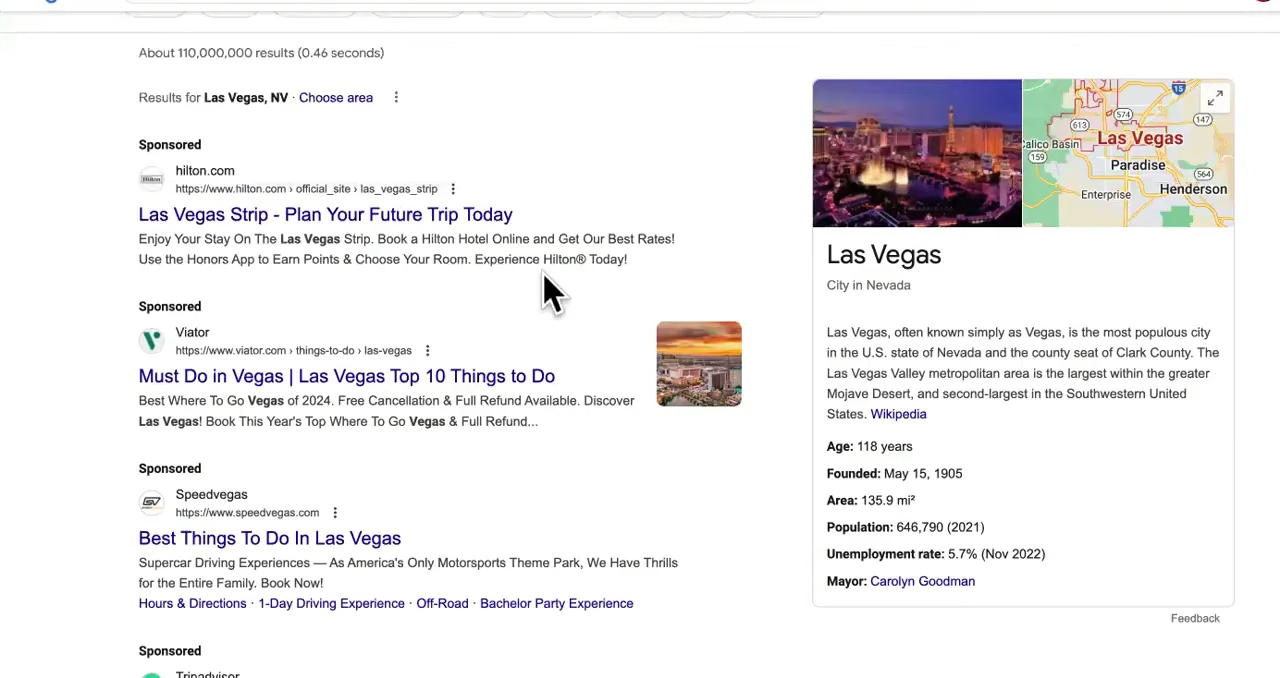 About 110,000,000 results (0.46 seconds)
Results for Las Vegas, NV · Choose area
Sponsored
Hilton
hilton.com
https://www.hilton.com › official_site › las_vegas_strip
Las Vegas Strip - Plan Your Future Trip Today
Enjoy Your Stay On The Las Vegas Strip. Book a Hilton Hotel Online and Get Our Best Rates!
Use the Honors App to Earn Points & Choose Your Room. Experience Hilton® Today!
Sponsored
Viator
https://www.viator.com › things-to-do › las-vegas
Must Do in Vegas | Las Vegas Top 10 Things to Do
Best Where To Go Vegas of 2024. Free Cancellation & Full Refund Available. Discover
Las Vegas! Book This Year's Top Where To Go Vegas & Full Refund...
Sponsored
Speedvegas
https://www.speedvegas.com
Best Things To Do In Las Vegas
Supercar Driving Experiences — As America's Only Motorsports Theme Park, We Have Thrills
for the Entire Family. Book Now!
Hours & Directions · 1-Day Driving Experience · Off-Road · Bachelor Party Experience
Sponsored
Tripadvisor
15
574
613
147
Las Vegas
Calico Basin
159
Paradise
564
Enterprise
Henderson
Las Vegas
City in Nevada
Las Vegas, often known simply as Vegas, is the most populous city
in the U.S. state of Nevada and the county seat of Clark County. The
Las Vegas Valley metropolitan area is the largest within the greater
Mojave Desert, and second-largest in the Southwestern United
States. Wikipedia
Age: 118 years
Founded: May 15, 1905
Area: 135.9 mi²
Population: 646,790 (2021)
Unemployment rate: 5.7% (Nov 2022)
Mayor: Carolyn Goodman
Feedback